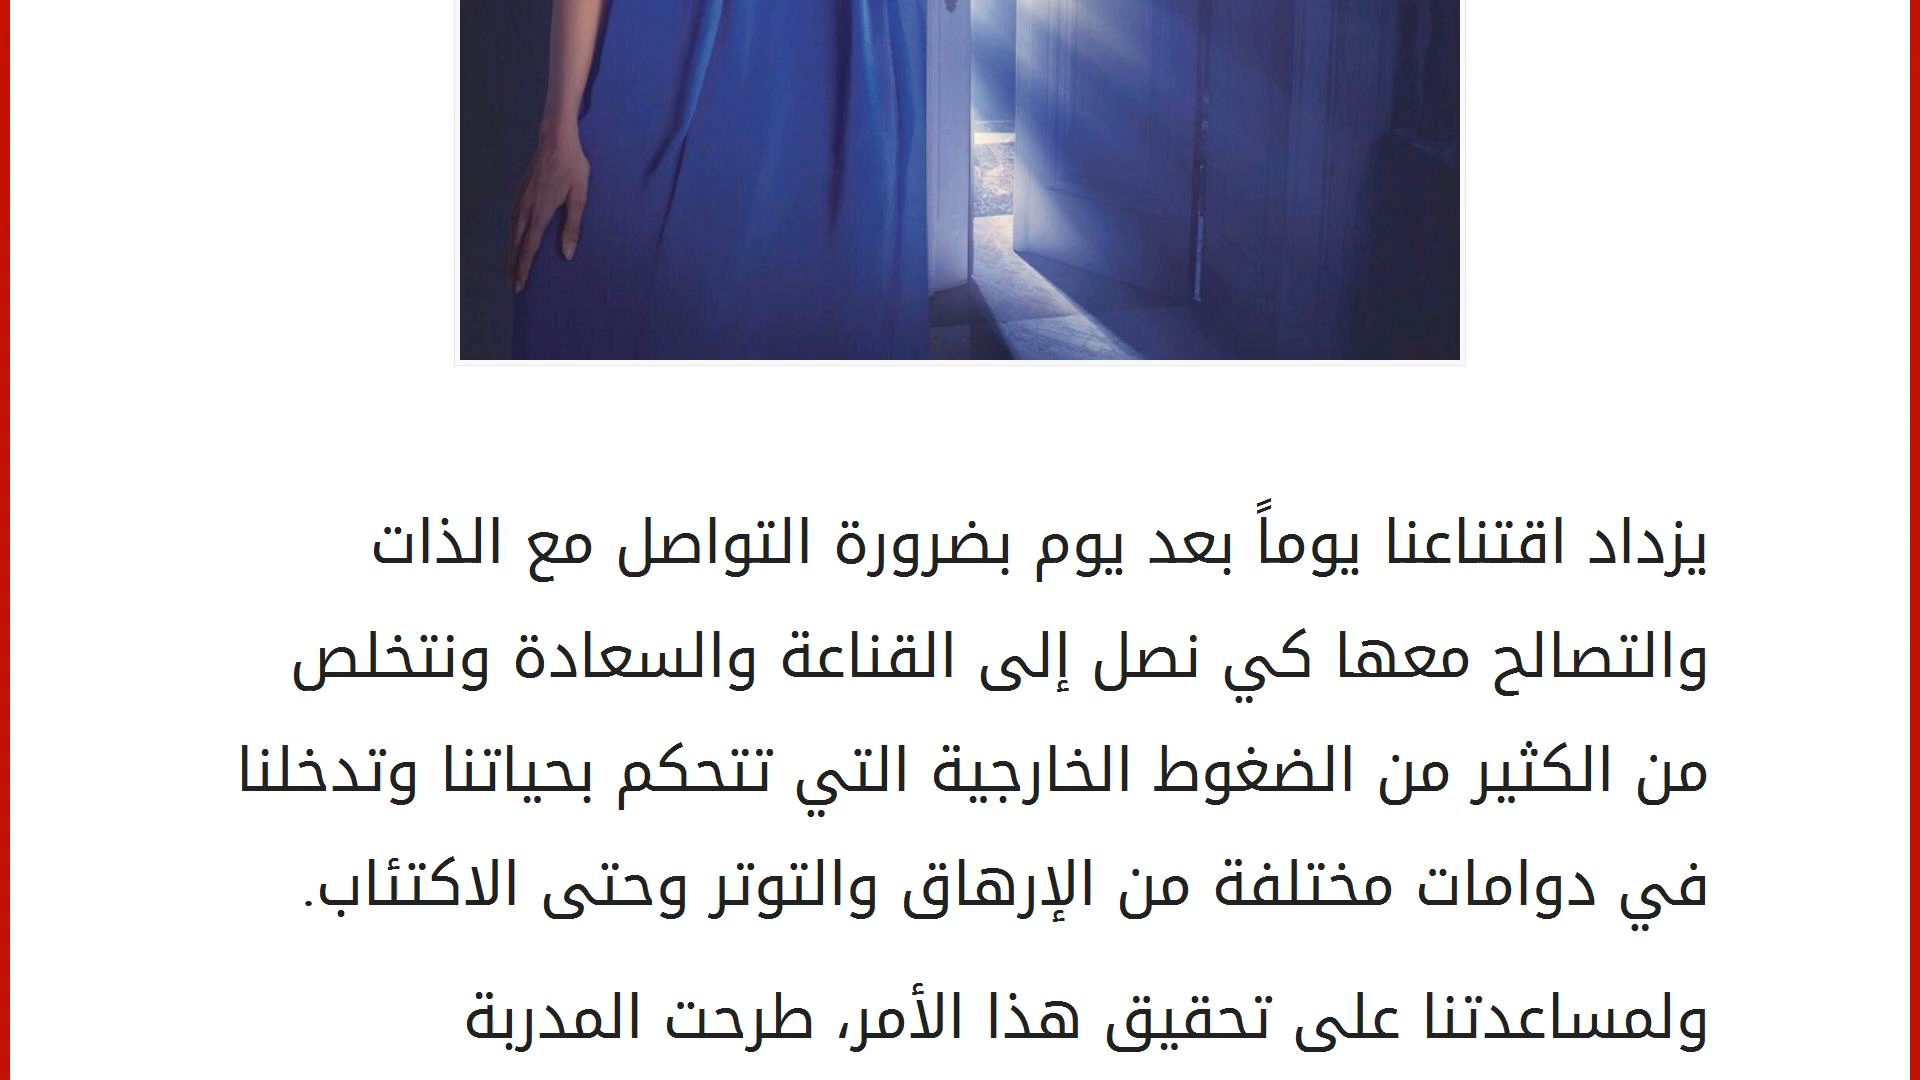 يزداد اقتناعنا يوماً بعد يوم بضرورة التواصل مع الذات
والتصالح معها كي نصل إلى القناعة والسعادة ونتخلص
من الكثير من الضغوط الخارجية التي تتحكم بحياتنا وتدخلنا
في دوامات مختلفة من الإرهاق والتوتر وحتى الاكتئاب.
ولمساعدتنا على تحقيق هذا الأمر، طرحت المدربة